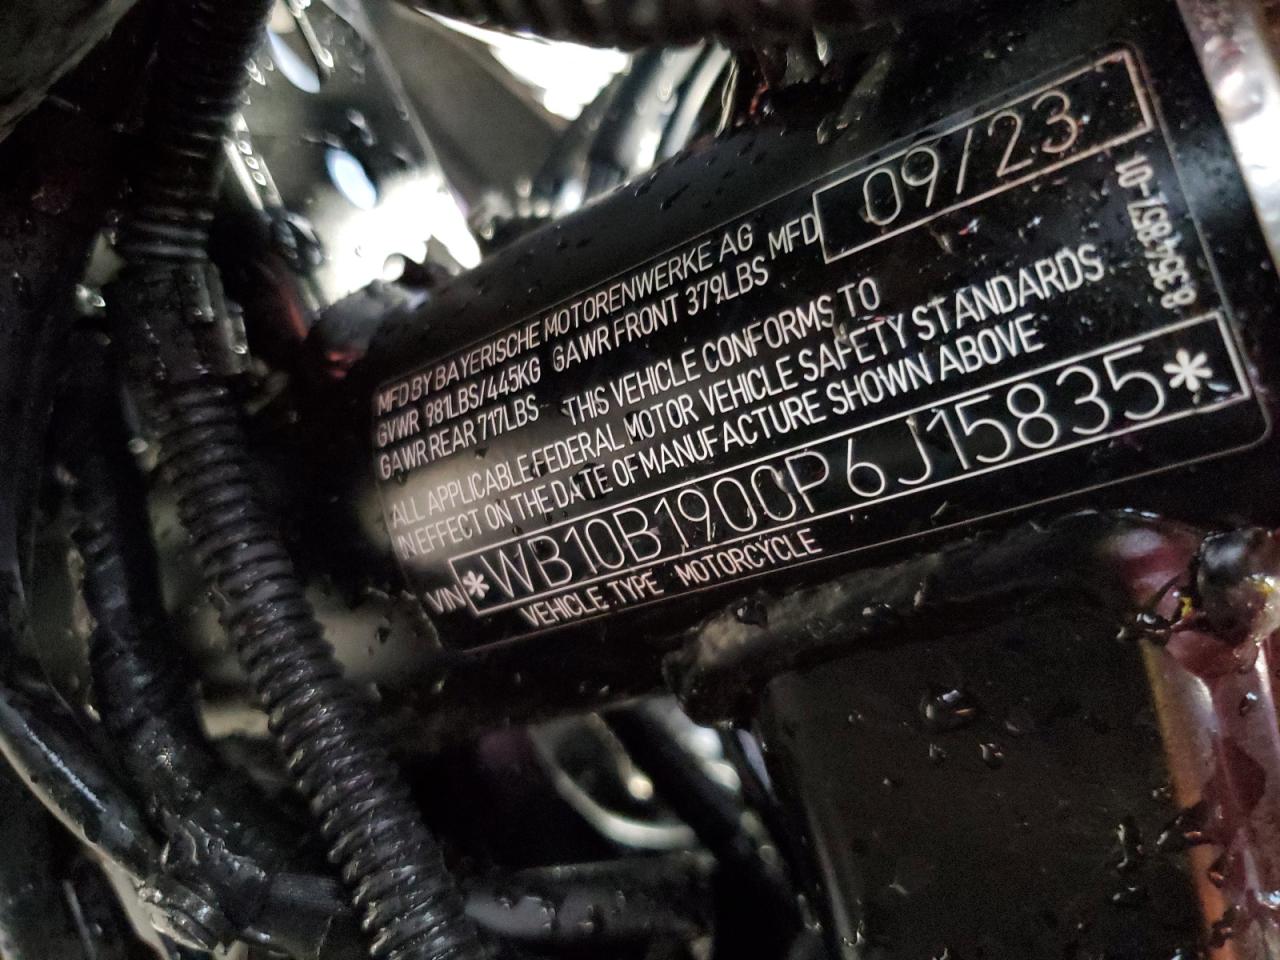 MFD BY BAYERISCHE MOTORENWERKE AG MFD 09/23
GVWR 981LBS/445KG GAWR FRONT 379LBS
GAWR REAR 717LBS THIS VEHICLE CONFORMS TO
ALL APPLICABLE FEDERAL MOTOR VEHICLE SAFETY STANDARDS
IN EFFECT ON THE DATE OF MANUFACTURE SHOWN ABOVE
VIN *WB10B1900P6J15835*
VEHICLE TYPE MOTORCYCLE
8.354.857-01